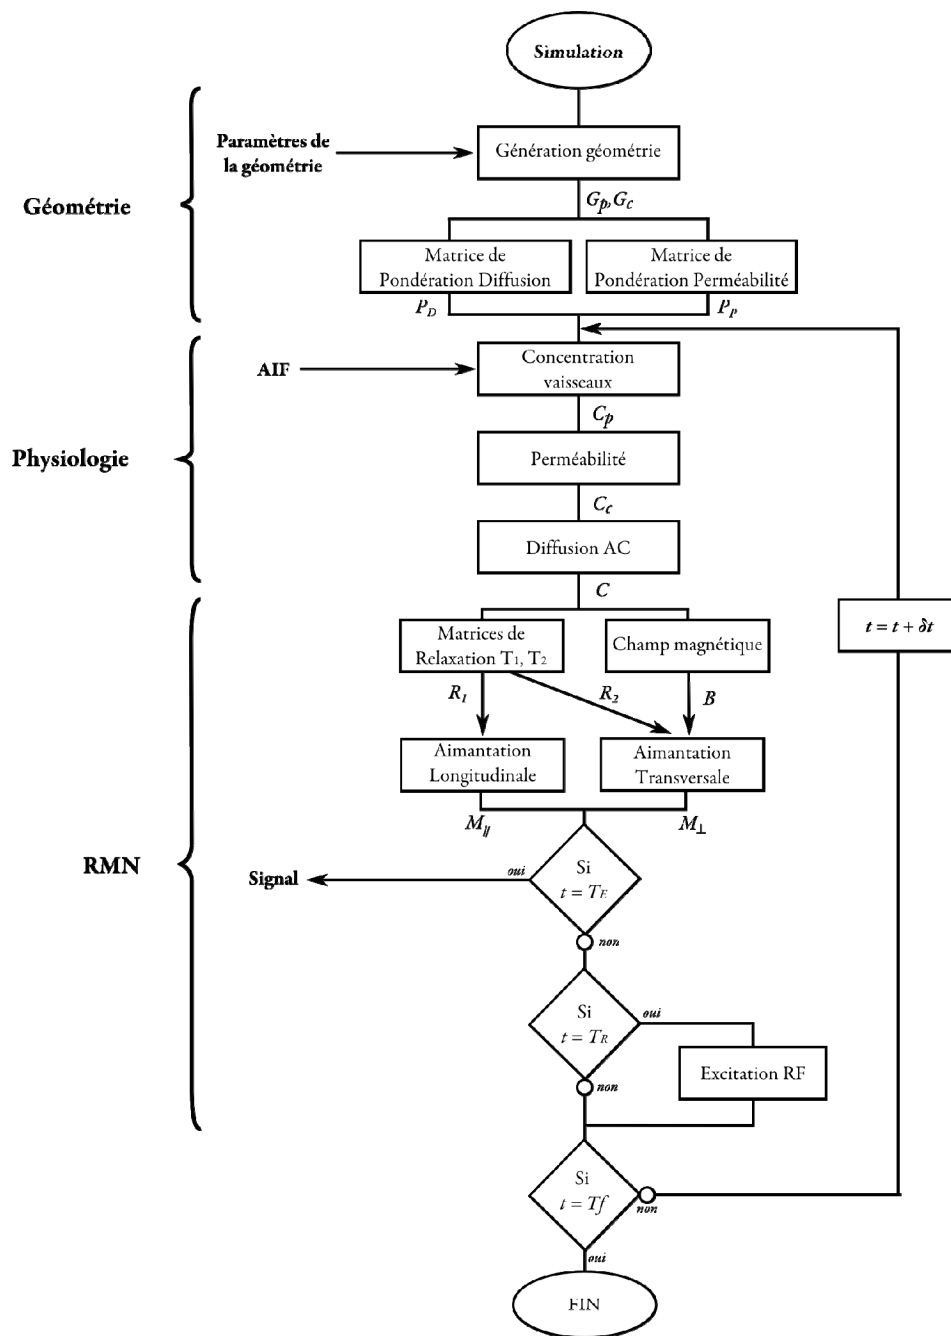 Simulation
Paramètres de
la géométrie
Génération géométrie
Géométrie
Gp, Gc
Matrice de
Pondération Diffusion
Matrice de
Pondération Perméabilité
PD
PP
AIF
Concentration
vaisseaux
Cp
Physiologie
Perméabilité
Cc
Diffusion AC
C
t = t + δt
Matrices de
Relaxation T1, T2
Champ magnétique
R1
R2
B
Aimantation
Longitudinale
Aimantation
Transversale
M∥
M⊥
RMN
Signal
oui
Si
t = TE
non
Si
t = TR
oui
Excitation RF
non
Si
t = Tf
non
oui
FIN